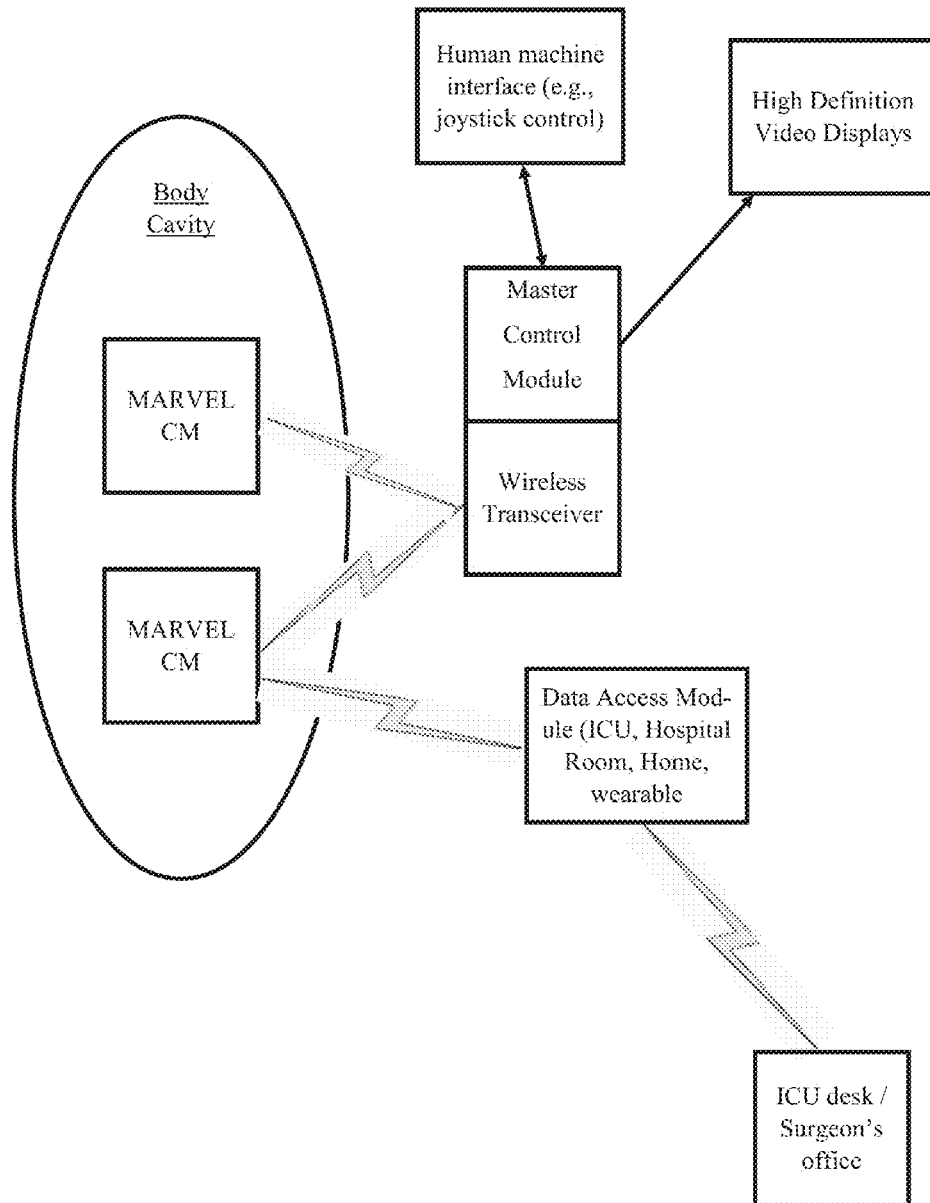 Human machine
interface (e.g.,
joystick control)
High Definition
Video Displays
Body
Cavity
Master
Control
Module
MARVEL
CM
Wireless
Transceiver
MARVEL
CM
Data Access Mod-
ule (ICU, Hospital
Room, Home,
wearable
ICU desk /
Surgeon's
office